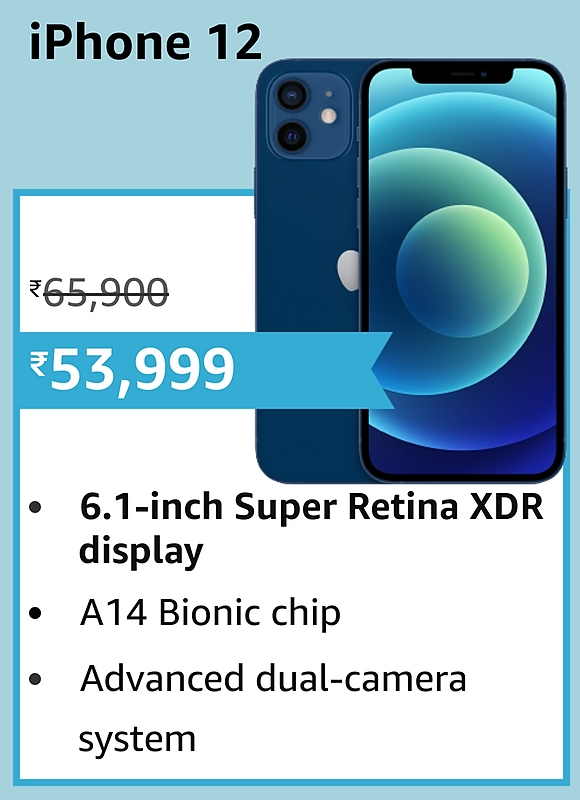 iPhone 12
₹65,900
₹53,999
• 6.1-inch Super Retina XDR
display
• A14 Bionic chip
• Advanced dual-camera
system